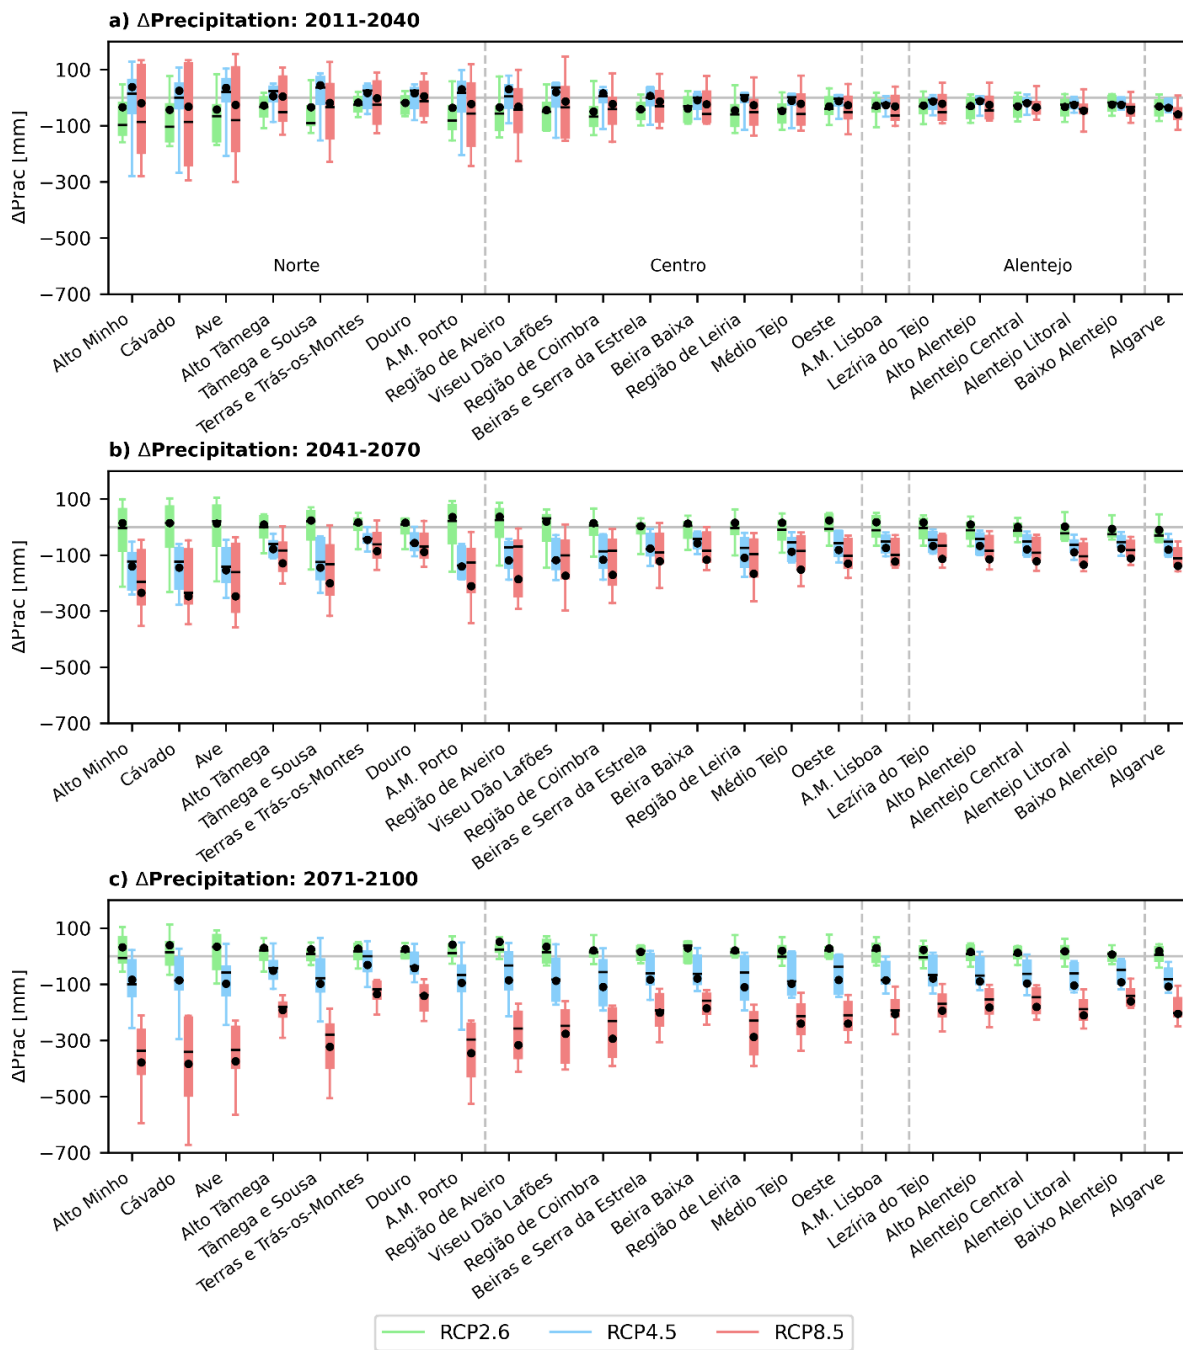 a) ΔPrecipitation: 2011-2040
ΔPrac [mm]
100
−100
−300
−500
−700
Norte
Centro
Alentejo
Alto Minho
Cávado
Ave
Alto Tâmega
Tâmega e Sousa
Terras e Trás-os-Montes
Douro
A.M. Porto
Região de Aveiro
Viseu Dão Lafões
Região de Coimbra
Beiras e Serra da Estrela
Beira Baixa
Região de Leiria
Médio Tejo
Oeste
A.M. Lisboa
Lezíria do Tejo
Alto Alentejo
Alentejo Central
Alentejo Litoral
Baixo Alentejo
Algarve
b) ΔPrecipitation: 2041-2070
ΔPrac [mm]
100
−100
−300
−500
−700
Alto Minho
Cávado
Ave
Alto Tâmega
Tâmega e Sousa
Terras e Trás-os-Montes
Douro
A.M. Porto
Região de Aveiro
Viseu Dão Lafões
Região de Coimbra
Beiras e Serra da Estrela
Beira Baixa
Região de Leiria
Médio Tejo
Oeste
A.M. Lisboa
Lezíria do Tejo
Alto Alentejo
Alentejo Central
Alentejo Litoral
Baixo Alentejo
Algarve
c) ΔPrecipitation: 2071-2100
ΔPrac [mm]
100
−100
−300
−500
−700
Alto Minho
Cávado
Ave
Alto Tâmega
Tâmega e Sousa
Terras e Trás-os-Montes
Douro
A.M. Porto
Região de Aveiro
Viseu Dão Lafões
Região de Coimbra
Beiras e Serra da Estrela
Beira Baixa
Região de Leiria
Médio Tejo
Oeste
A.M. Lisboa
Lezíria do Tejo
Alto Alentejo
Alentejo Central
Alentejo Litoral
Baixo Alentejo
Algarve
RCP2.6
RCP4.5
RCP8.5